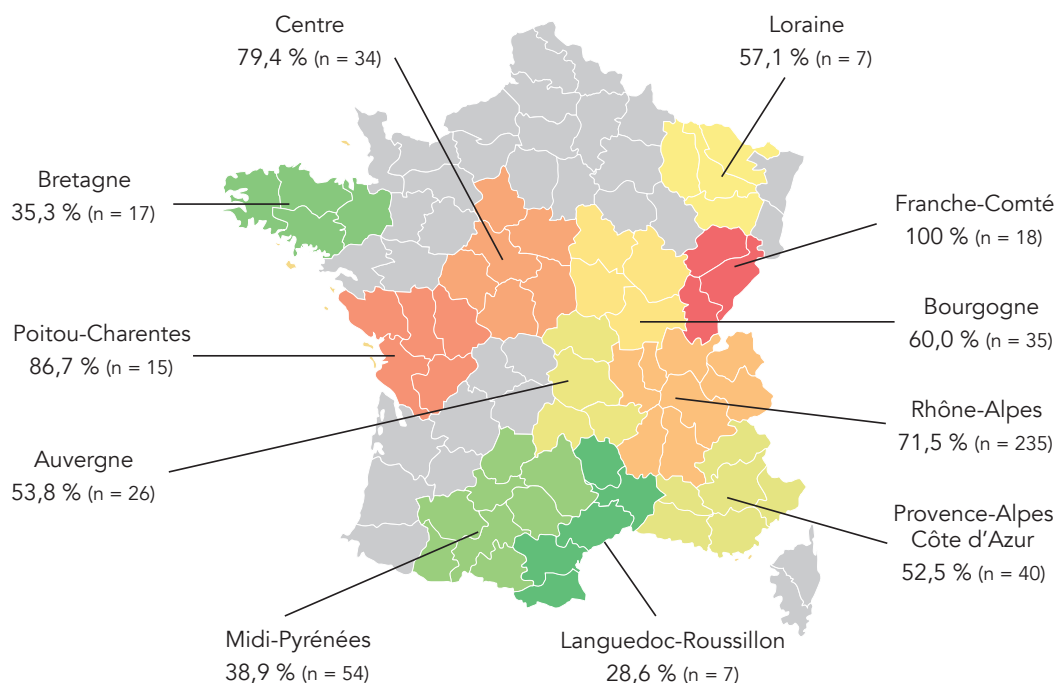 Centre
79,4 % (n = 34)
Loraine
57,1 % (n = 7)
Bretagne
35,3 % (n = 17)
Franche-Comté
100 % (n = 18)
Poitou-Charentes
86,7 % (n = 15)
Bourgogne
60,0 % (n = 35)
Rhône-Alpes
71,5 % (n = 235)
Auvergne
53,8 % (n = 26)
Provence-Alpes
Côte d'Azur
52,5 % (n = 40)
Midi-Pyrénées
38,9 % (n = 54)
Languedoc-Roussillon
28,6 % (n = 7)